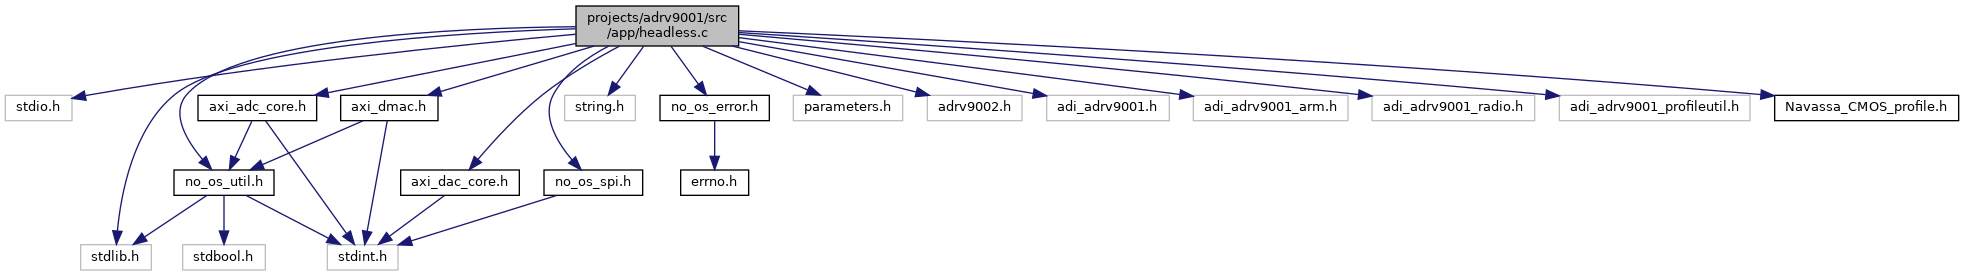 projects/adrv9001/src
/app/headless.c
stdio.h
axi_adc_core.h
axi_dmac.h
string.h
no_os_error.h
parameters.h
adrv9002.h
adi_adrv9001.h
adi_adrv9001_arm.h
adi_adrv9001_radio.h
adi_adrv9001_profileutil.h
Navassa_CMOS_profile.h
no_os_util.h
axi_dac_core.h
no_os_spi.h
errno.h
stdlib.h
stdbool.h
stdint.h